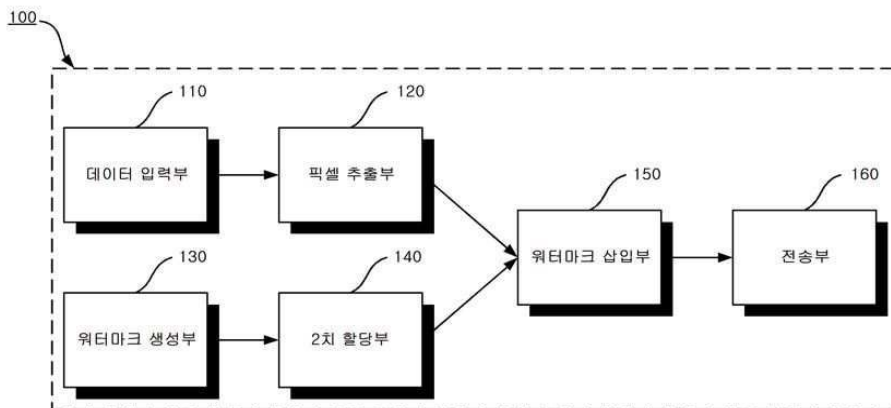 100
110
120
데이터 입력부
픽셀 추출부
150
160
워터마크 삽입부
전송부
130
140
워터마크 생성부
2치 할당부